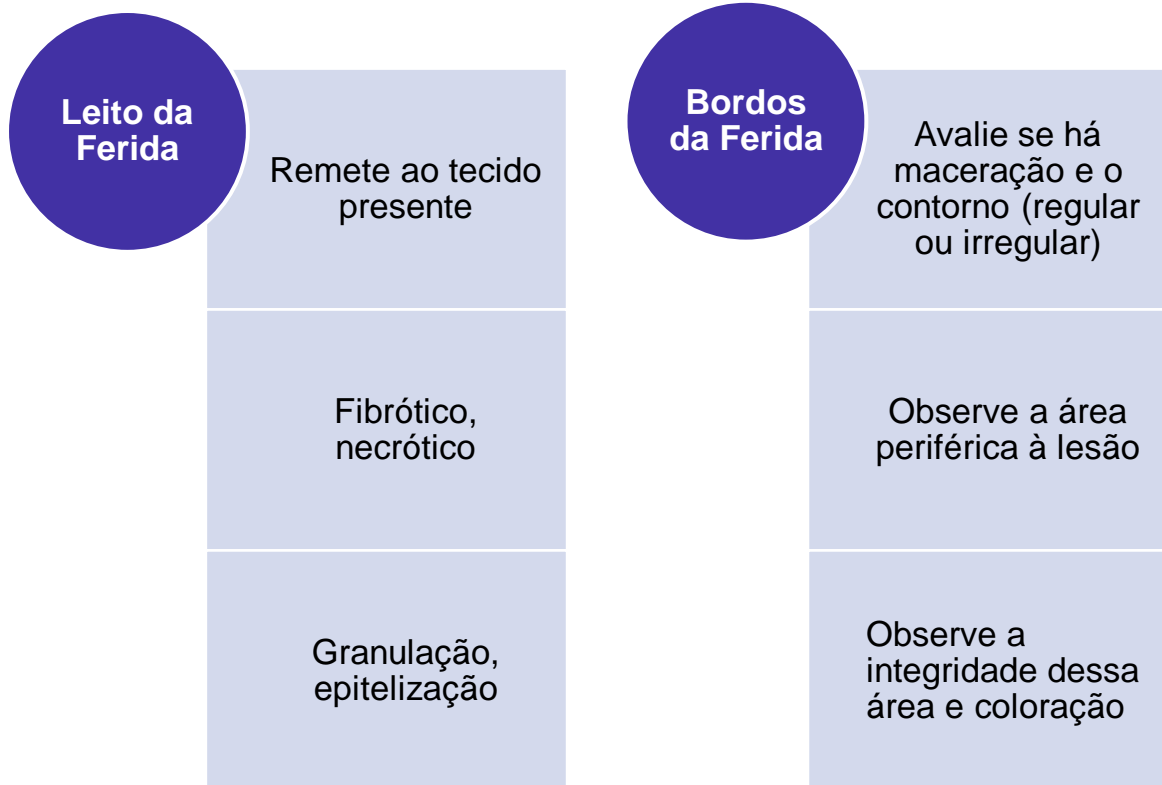 Leito da
Ferida
Remete ao tecido
presente
Fibrótico,
necrótico
Granulação,
epitelização
Bordos
da Ferida
Avalie se há
maceração e o
contorno (regular
ou irregular)
Observe a área
periférica à lesão
Observe a
integridade dessa
área e coloração